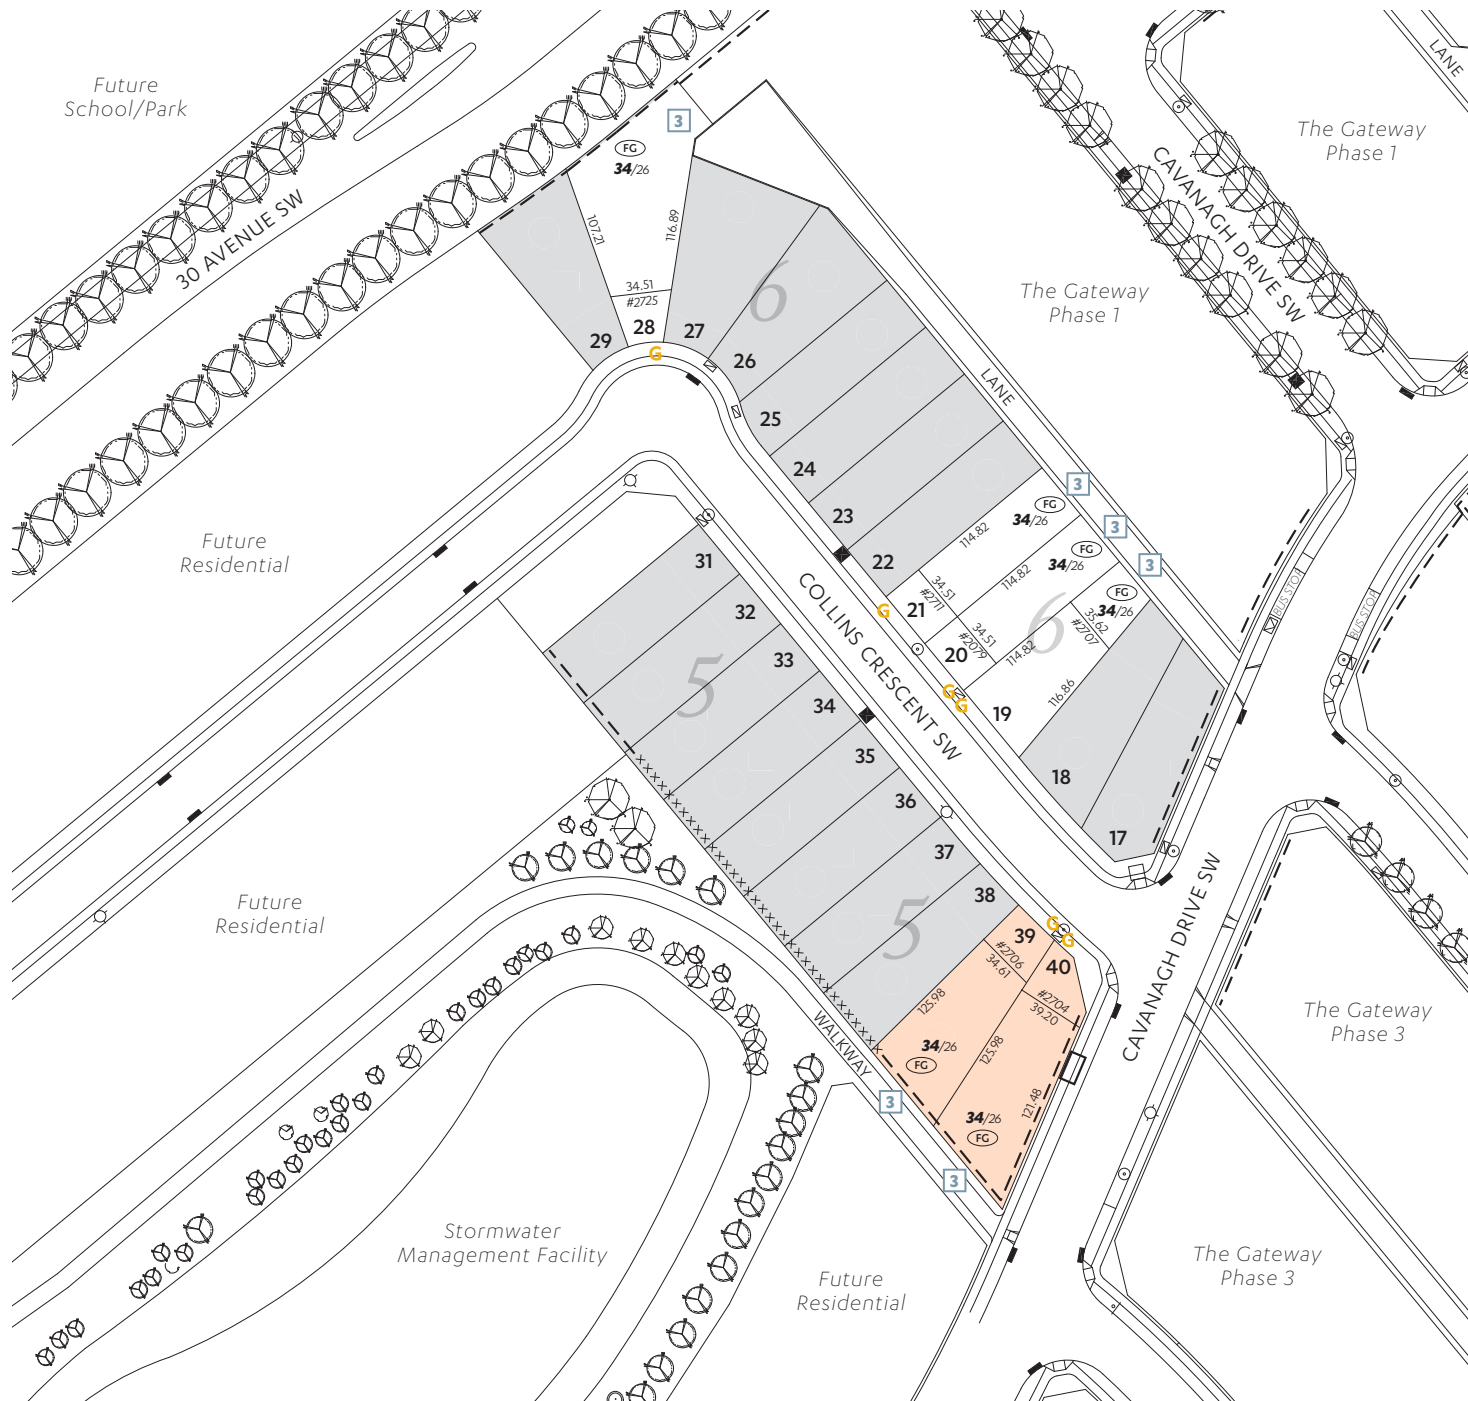 Future
School/Park
30 AVENUE SW
3
FG
34/26
107.21
116.89
34.51
#2725
29
28
27
G
6
26
25
24
23
22
LANE
LANE
The Gateway
Phase 1
The Gateway
Phase 1
CAVANAGH DRIVE SW
Future
Residential
31
32
33
34
35
36
37
38
5
5
COLLINS CRESCENT SW
3
3
3
FG
34/26
114.82
34.51
#2711
G
21
FG
34/26
114.82
34.51
#2079
20
FG
34/26
35.62
#2707
114.82
6
G
G
19
116.86
18
17
BUS STOP
BUS STOP
Future
Residential
39
#2706
34.61
G
G
40
#2704
39.20
125.98
125.98
121.48
34/26
FG
34/26
FG
3
3
WALKWAY
CAVANAGH DRIVE SW
The Gateway
Phase 3
The Gateway
Phase 3
Stormwater
Management Facility
Future
Residential